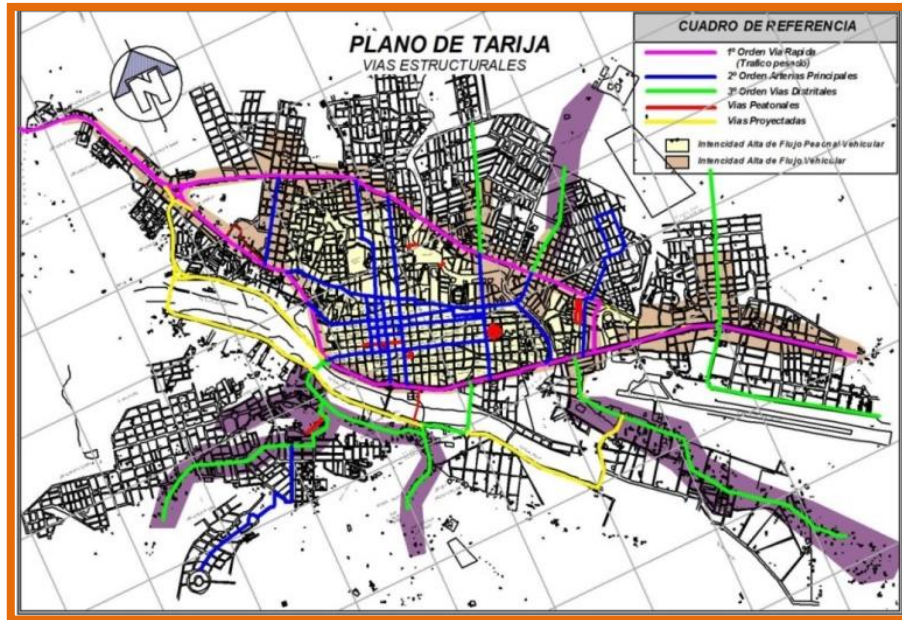 PLANO DE TARIJA
VIAS ESTRUCTURALES
N
CUADRO DE REFERENCIA
1º Orden Via Rapida
(Trafico pesado)
2º Orden Arterias Principales
3º Orden Vias Distritales
Vias Peatonales
Vias Proyectadas
Intencidad Alta de Flujo Peaonal Vehicular
Intencidad Alta de Flujo Vehicular